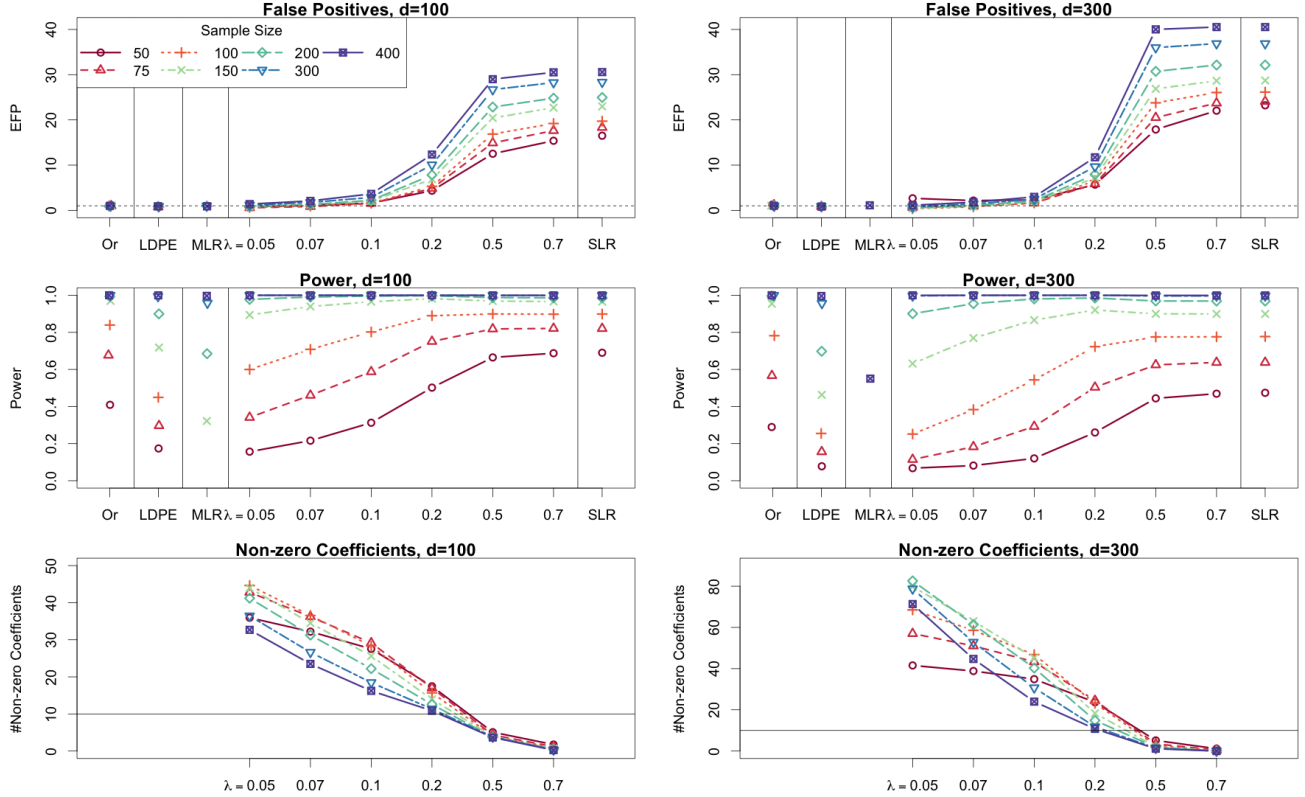 False Positives, d=100
EFP
0 10 20 30 40
Sample Size
50 100 200 400
75 150 300
Or LDPE MLR λ = 0.05 0.07 0.1 0.2 0.5 0.7 SLR
False Positives, d=300
EFP
0 10 20 30 40
Or LDPE MLR λ = 0.05 0.07 0.1 0.2 0.5 0.7 SLR
Power, d=100
Power
0.0 0.2 0.4 0.6 0.8 1.0
Or LDPE MLR λ = 0.05 0.07 0.1 0.2 0.5 0.7 SLR
Power, d=300
Power
0.0 0.2 0.4 0.6 0.8 1.0
Or LDPE MLR λ = 0.05 0.07 0.1 0.2 0.5 0.7 SLR
Non-zero Coefficients, d=100
#Non-zero Coefficients
0 10 20 30 40 50
λ = 0.05 0.07 0.1 0.2 0.5 0.7
Non-zero Coefficients, d=300
#Non-zero Coefficients
0 20 40 60 80
λ = 0.05 0.07 0.1 0.2 0.5 0.7